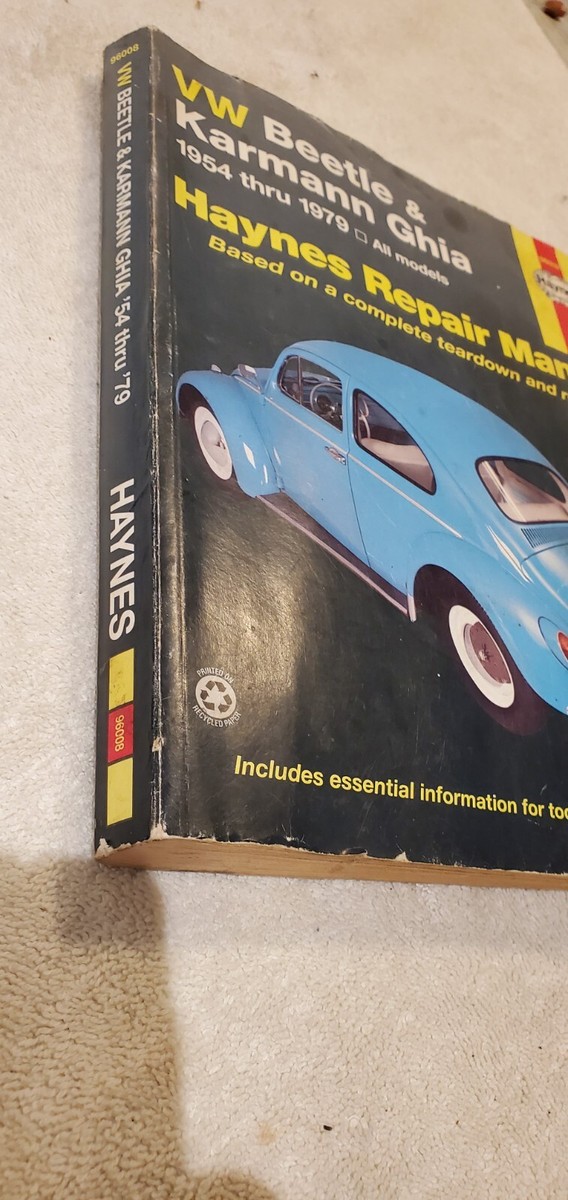 96008
VW BEETLE & KARMANN GHIA '54 thru '79
HAYNES
96008
VW Beetle &
Karmann Ghia
1954 thru 1979 □ All models
Haynes Repair Man
Based on a complete teardown and r
PRINTED ON
RECYCLED PAPER
Includes essential information for too